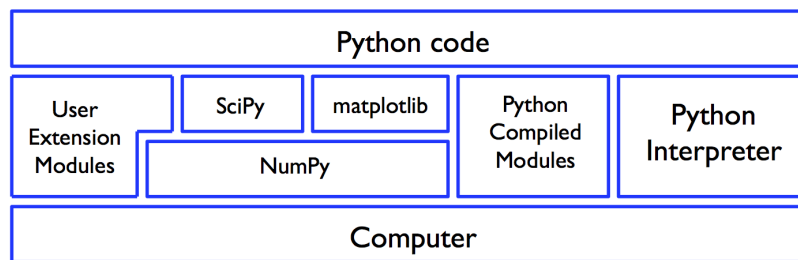 Python code
User
Extension
Modules
SciPy
matplotlib
NumPy
Python
Compiled
Modules
Python
Interpreter
Computer